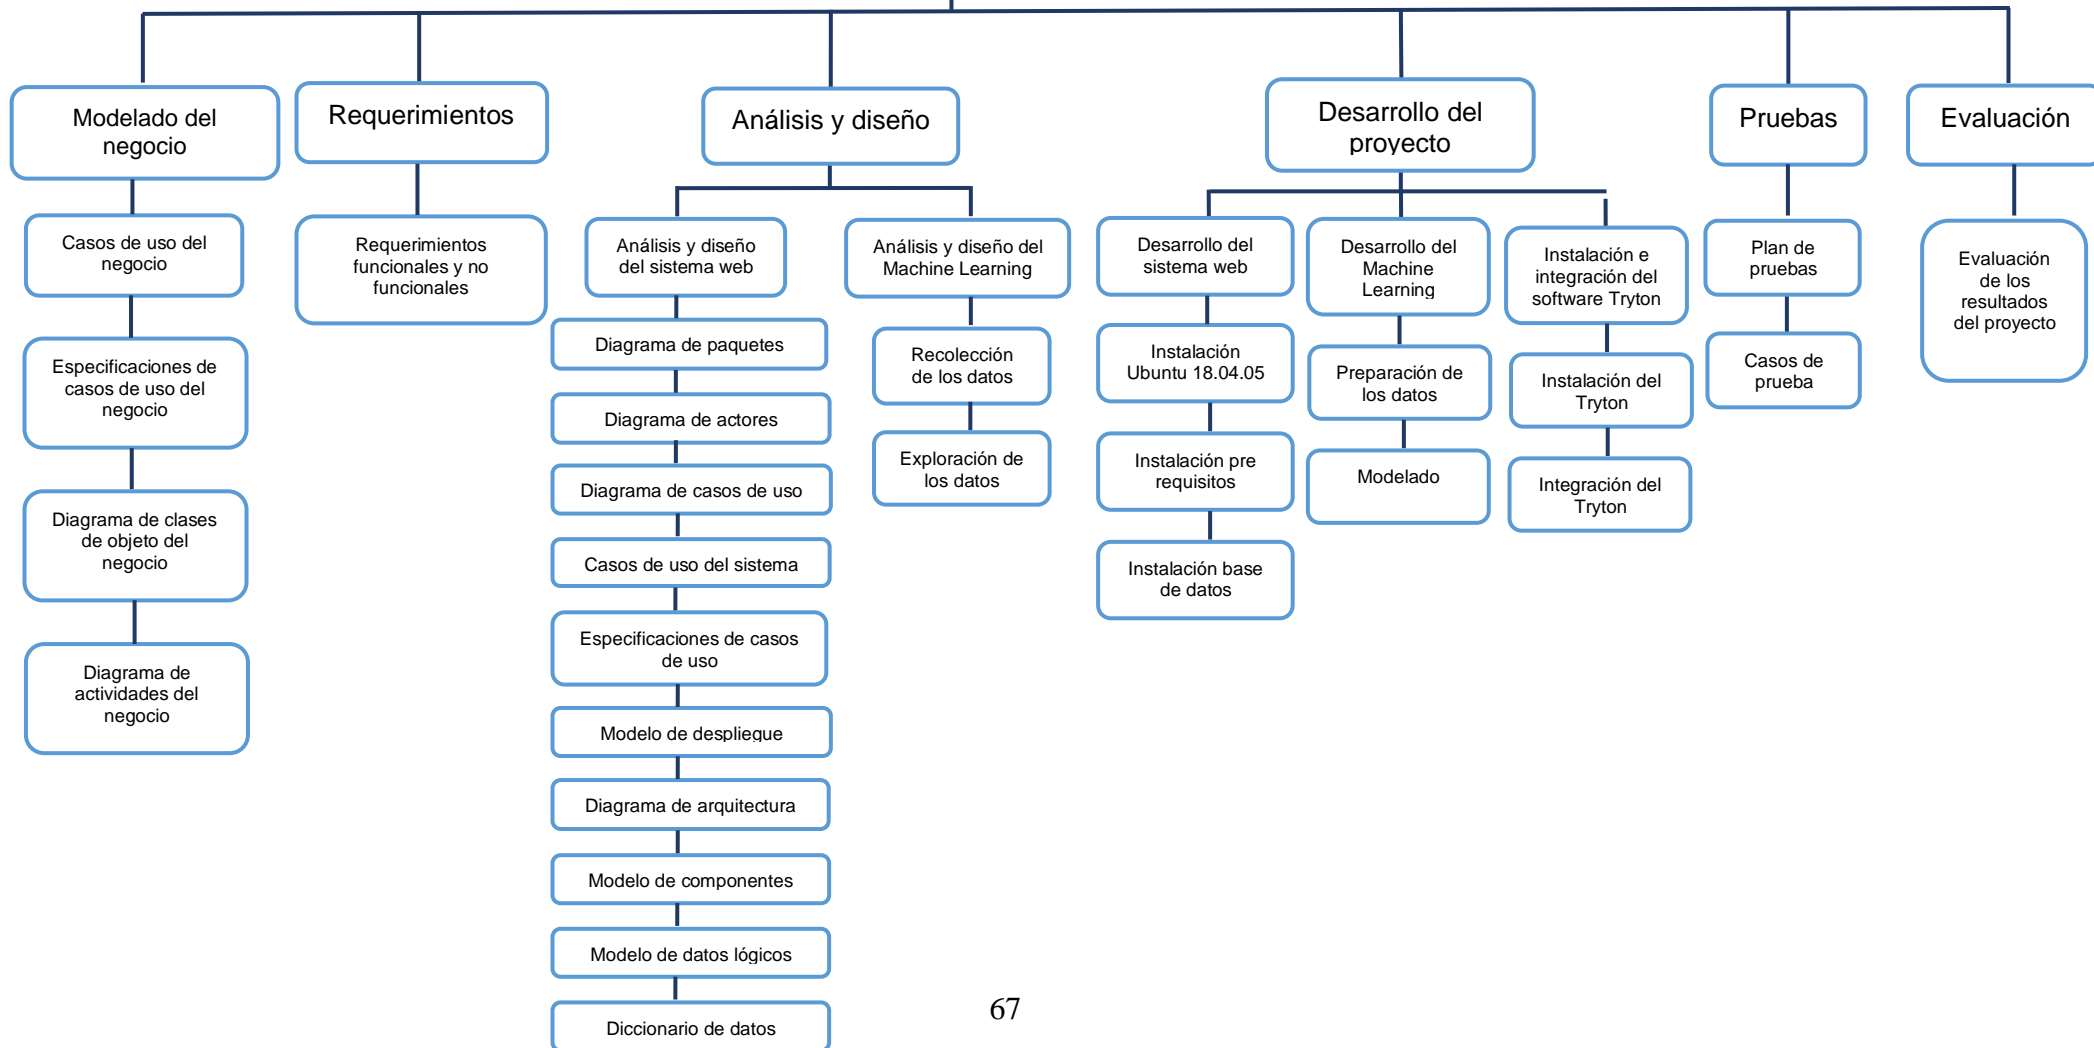 Modelado del
negocio
Casos de uso del
negocio
Especificaciones de
casos de uso del
negocio
Diagrama de clases
de objeto del
negocio
Diagrama de
actividades del
negocio
Requerimientos
Requerimientos
funcionales y no
funcionales
Análisis y diseño
Análisis y diseño
del sistema web
Diagrama de paquetes
Diagrama de actores
Diagrama de casos de uso
Casos de uso del sistema
Especificaciones de casos
de uso
Modelo de despliegue
Diagrama de arquitectura
Modelo de componentes
Modelo de datos lógicos
Diccionario de datos
Análisis y diseño del
Machine Learning
Recolección
de los datos
Exploración de
los datos
Desarrollo del
proyecto
Desarrollo del
sistema web
Instalación
Ubuntu 18.04.05
Instalación pre
requisitos
Instalación base
de datos
Desarrollo del
Machine
Learning
Preparación de
los datos
Modelado
Instalación e
integración del
software Tryton
Instalación del
Tryton
Integración del
Tryton
Pruebas
Plan de
pruebas
Casos de
prueba
Evaluación
Evaluación
de los
resultados
del proyecto
67